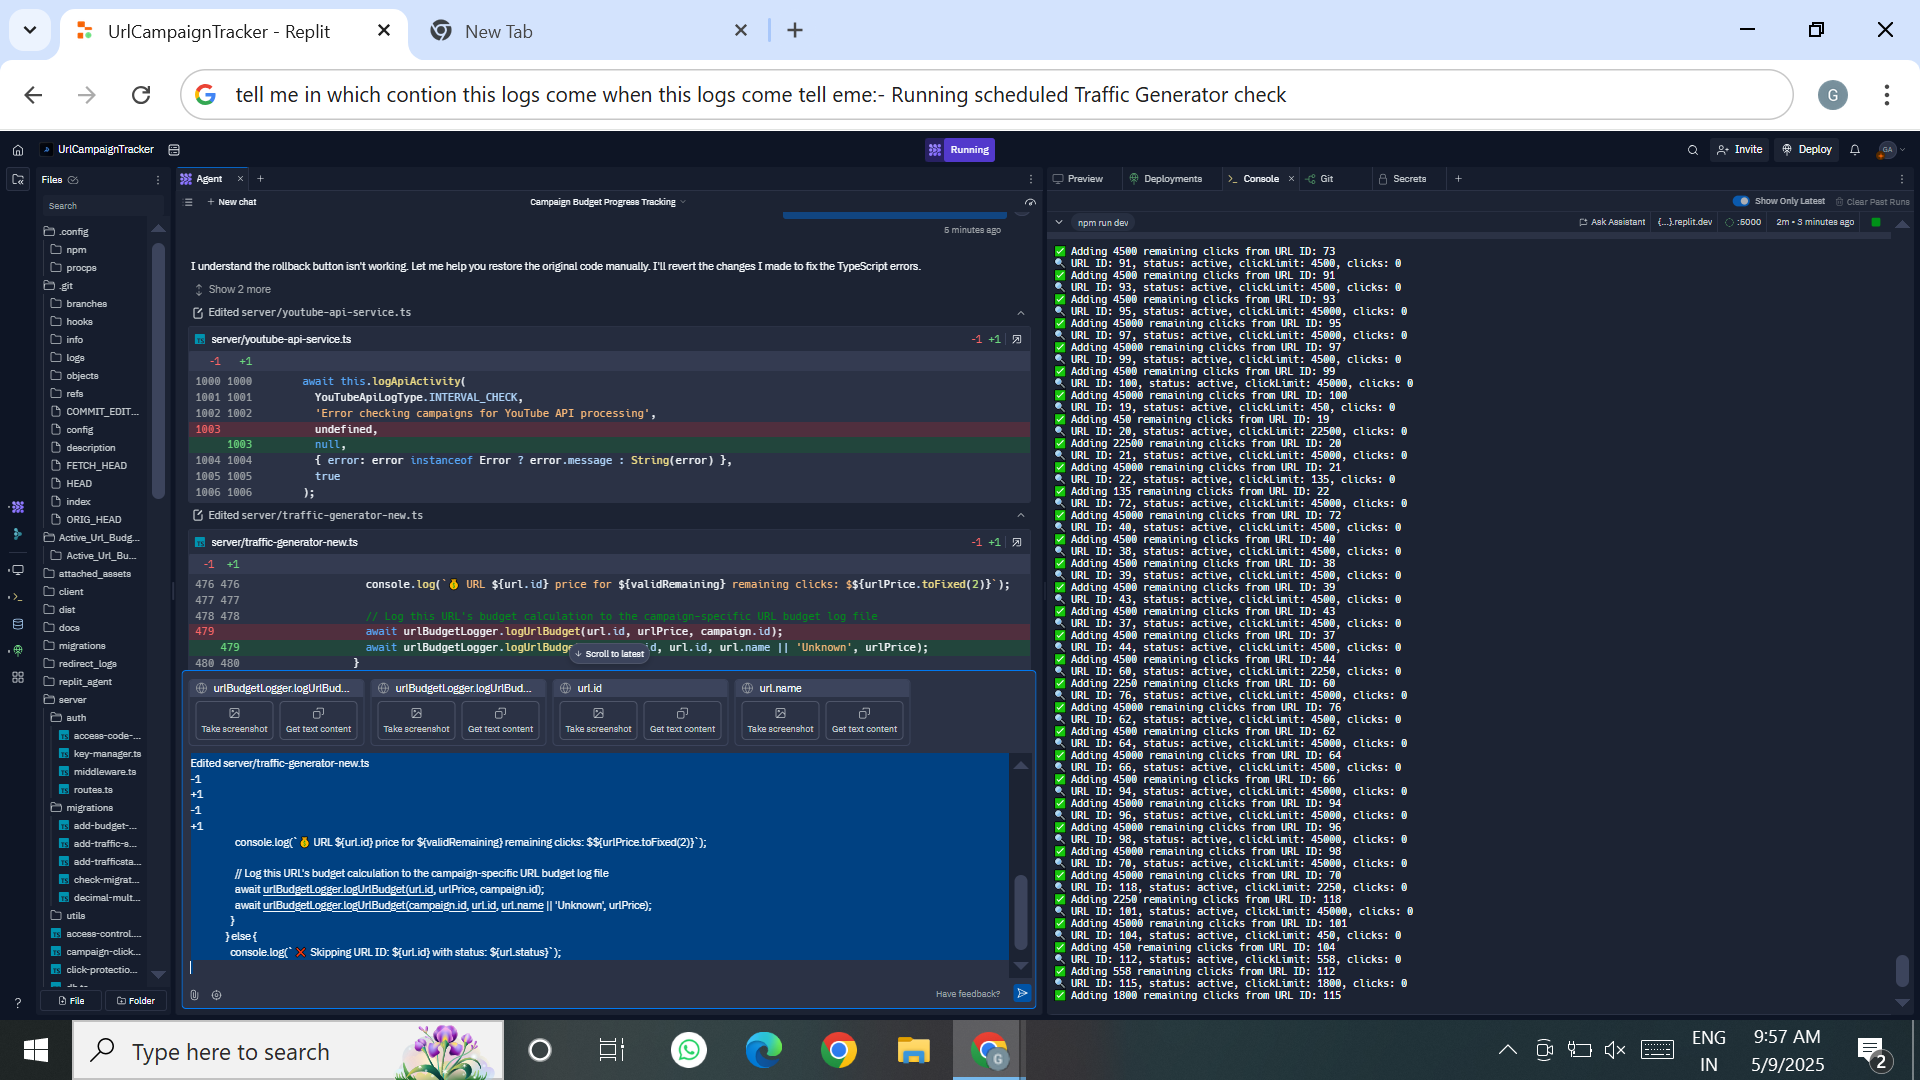 UrlCampaignTracker - Replit
New Tab
tell me in which contion this logs come when this logs come tell eme:- Running scheduled Traffic Generator check
G
UrlCampaignTracker
Running
Invite
Deploy
GA
Files
Search
.config
npm
procps
.git
branches
hooks
info
logs
objects
refs
COMMIT_EDIT...
config
description
FETCH_HEAD
HEAD
index
ORIG_HEAD
Active_Url_Budg...
Active_Url_Bu...
attached_assets
client
dist
docs
migrations
redirect_logs
replit_agent
server
auth
access-code-...
key-manager.ts
middleware.ts
routes.ts
migrations
add-budget-...
add-traffic-s...
add-trafficsta...
check-migrat...
decimal-mult...
utils
access-control....
campaign-click...
click-protectio...
File
Folder
Agent
New chat
Campaign Budget Progress Tracking
5 minutes ago
I understand the rollback button isn't working. Let me help you restore the original code manually. I'll revert the changes I made to fix the TypeScript errors.
Show 2 more
Edited server/youtube-api-service.ts
server/youtube-api-service.ts
-1 +1
-1 +1
1000 1000 await this.logApiActivity(
1001 1001 YouTubeApiLogType.INTERVAL_CHECK,
1002 1002 'Error checking campaigns for YouTube API processing',
1003 undefined,
1003 null,
1004 1004 { error: error instanceof Error ? error.message : String(error) },
1005 1005 true
1006 1006 );
Edited server/traffic-generator-new.ts
server/traffic-generator-new.ts
-1 +1
-1 +1
476 476 console.log(`💰 URL ${url.id} price for ${validRemaining} remaining clicks: $${urlPrice.toFixed(2)}`);
477 477
478 478 // Log this URL's budget calculation to the campaign-specific URL budget log file
479 await urlBudgetLogger.logUrlBudget(url.id, urlPrice, campaign.id);
479 await urlBudgetLogger.logUrlBudg id, url.id, url.name || 'Unknown', urlPrice);
480 480 }
Scroll to latest
urlBudgetLogger.logUrlBud...
Take screenshot
Get text content
urlBudgetLogger.logUrlBud...
Take screenshot
Get text content
url.id
Take screenshot
Get text content
url.name
Take screenshot
Get text content
Edited server/traffic-generator-new.ts
-1
+1
-1
+1
console.log(`💰 URL ${url.id} price for ${validRemaining} remaining clicks: $${urlPrice.toFixed(2)}`);
// Log this URL's budget calculation to the campaign-specific URL budget log file
await urlBudgetLogger.logUrlBudget(url.id, urlPrice, campaign.id);
await urlBudgetLogger.logUrlBudget(campaign.id, url.id, url.name || 'Unknown', urlPrice);
}
} else {
console.log(`❌ Skipping URL ID: ${url.id} with status: ${url.status}`);
Have feedback?
Preview
Deployments
Console
Git
Secrets
Show Only Latest
Clear Past Runs
npm run dev
Ask Assistant
{...}.replit.dev
:5000
2m • 3 minutes ago
✅ Adding 4500 remaining clicks from URL ID: 73
🔍 URL ID: 91, status: active, clickLimit: 4500, clicks: 0
✅ Adding 4500 remaining clicks from URL ID: 91
🔍 URL ID: 93, status: active, clickLimit: 4500, clicks: 0
✅ Adding 4500 remaining clicks from URL ID: 93
🔍 URL ID: 95, status: active, clickLimit: 45000, clicks: 0
✅ Adding 45000 remaining clicks from URL ID: 95
🔍 URL ID: 97, status: active, clickLimit: 45000, clicks: 0
✅ Adding 45000 remaining clicks from URL ID: 97
🔍 URL ID: 99, status: active, clickLimit: 4500, clicks: 0
✅ Adding 4500 remaining clicks from URL ID: 99
🔍 URL ID: 100, status: active, clickLimit: 45000, clicks: 0
✅ Adding 45000 remaining clicks from URL ID: 100
🔍 URL ID: 19, status: active, clickLimit: 450, clicks: 0
✅ Adding 450 remaining clicks from URL ID: 19
🔍 URL ID: 20, status: active, clickLimit: 22500, clicks: 0
✅ Adding 22500 remaining clicks from URL ID: 20
🔍 URL ID: 21, status: active, clickLimit: 45000, clicks: 0
✅ Adding 45000 remaining clicks from URL ID: 21
🔍 URL ID: 22, status: active, clickLimit: 135, clicks: 0
✅ Adding 135 remaining clicks from URL ID: 22
🔍 URL ID: 72, status: active, clickLimit: 45000, clicks: 0
✅ Adding 45000 remaining clicks from URL ID: 72
🔍 URL ID: 40, status: active, clickLimit: 4500, clicks: 0
✅ Adding 4500 remaining clicks from URL ID: 40
🔍 URL ID: 38, status: active, clickLimit: 4500, clicks: 0
✅ Adding 4500 remaining clicks from URL ID: 38
🔍 URL ID: 39, status: active, clickLimit: 4500, clicks: 0
✅ Adding 4500 remaining clicks from URL ID: 39
🔍 URL ID: 43, status: active, clickLimit: 4500, clicks: 0
✅ Adding 4500 remaining clicks from URL ID: 43
🔍 URL ID: 37, status: active, clickLimit: 4500, clicks: 0
✅ Adding 4500 remaining clicks from URL ID: 37
🔍 URL ID: 44, status: active, clickLimit: 4500, clicks: 0
✅ Adding 4500 remaining clicks from URL ID: 44
🔍 URL ID: 60, status: active, clickLimit: 2250, clicks: 0
✅ Adding 2250 remaining clicks from URL ID: 60
🔍 URL ID: 76, status: active, clickLimit: 45000, clicks: 0
✅ Adding 45000 remaining clicks from URL ID: 76
🔍 URL ID: 62, status: active, clickLimit: 4500, clicks: 0
✅ Adding 4500 remaining clicks from URL ID: 62
🔍 URL ID: 64, status: active, clickLimit: 45000, clicks: 0
✅ Adding 45000 remaining clicks from URL ID: 64
🔍 URL ID: 66, status: active, clickLimit: 4500, clicks: 0
✅ Adding 4500 remaining clicks from URL ID: 66
🔍 URL ID: 94, status: active, clickLimit: 45000, clicks: 0
✅ Adding 45000 remaining clicks from URL ID: 94
🔍 URL ID: 96, status: active, clickLimit: 45000, clicks: 0
✅ Adding 45000 remaining clicks from URL ID: 96
🔍 URL ID: 98, status: active, clickLimit: 45000, clicks: 0
✅ Adding 45000 remaining clicks from URL ID: 98
🔍 URL ID: 70, status: active, clickLimit: 45000, clicks: 0
✅ Adding 45000 remaining clicks from URL ID: 70
🔍 URL ID: 118, status: active, clickLimit: 2250, clicks: 0
✅ Adding 2250 remaining clicks from URL ID: 118
🔍 URL ID: 101, status: active, clickLimit: 45000, clicks: 0
✅ Adding 45000 remaining clicks from URL ID: 101
🔍 URL ID: 104, status: active, clickLimit: 450, clicks: 0
✅ Adding 450 remaining clicks from URL ID: 104
🔍 URL ID: 112, status: active, clickLimit: 558, clicks: 0
✅ Adding 558 remaining clicks from URL ID: 112
🔍 URL ID: 115, status: active, clickLimit: 1800, clicks: 0
✅ Adding 1800 remaining clicks from URL ID: 115
Type here to search
ENG
IN
9:57 AM
5/9/2025
2